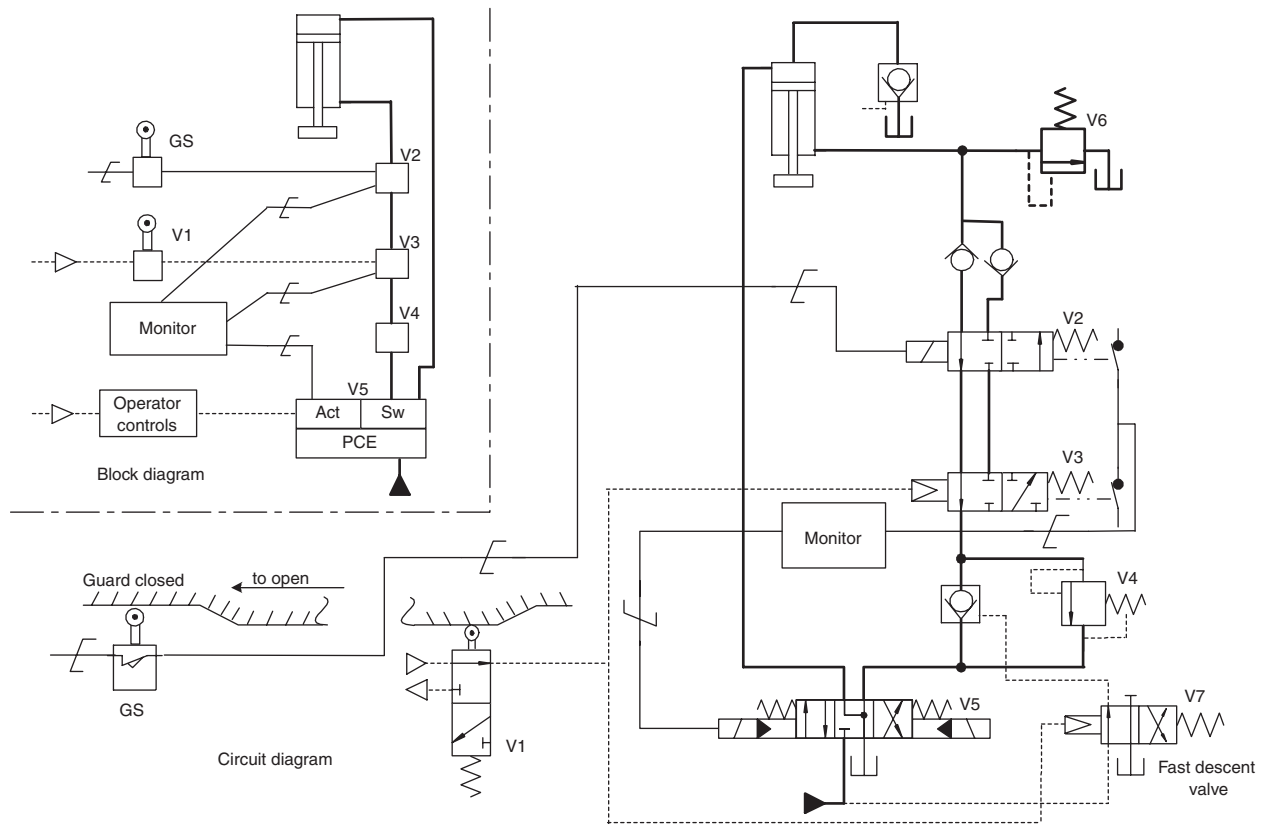 GS
V2
V1
V3
Monitor
V4
V5
Operator
controls
Act
Sw
PCE
Block diagram
V6
V2
V3
Monitor
Guard closed
to open
V4
GS
V1
V5
V7
Circuit diagram
Fast descent
valve